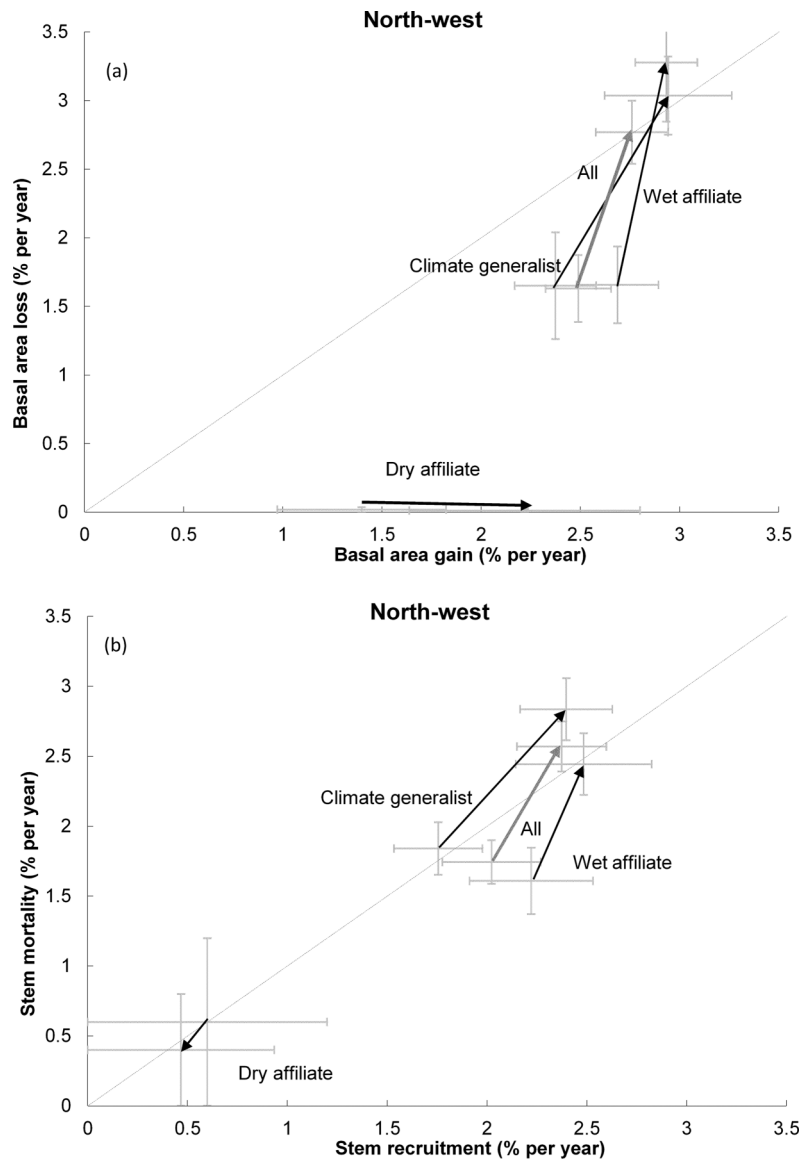 North-west
(a)
Basal area loss (% per year)
3.5
3
2.5
2
1.5
1
0.5
0
All
Wet affiliate
Climate generalist
Dry affiliate
0 0.5 1 1.5 2 2.5 3 3.5
Basal area gain (% per year)
North-west
(b)
Stem mortality (% per year)
3.5
3
2.5
2
1.5
1
0.5
0
Climate generalist
All
Wet affiliate
Dry affiliate
0 0.5 1 1.5 2 2.5 3 3.5
Stem recruitment (% per year)